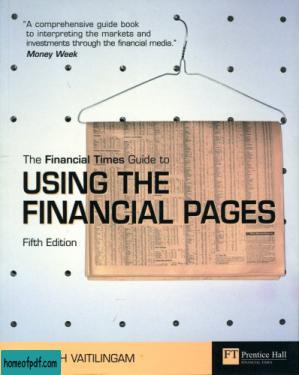 "A comprehensive guide book
to interpreting the markets and
investments through the financial media."
Money Week
The Financial Times Guide to
USING THE
FINANCIAL PAGES
Fifth Edition
H VAITILINGAM
FT Prentice Hall
FINANCIAL TIMES
homeofpdf.com